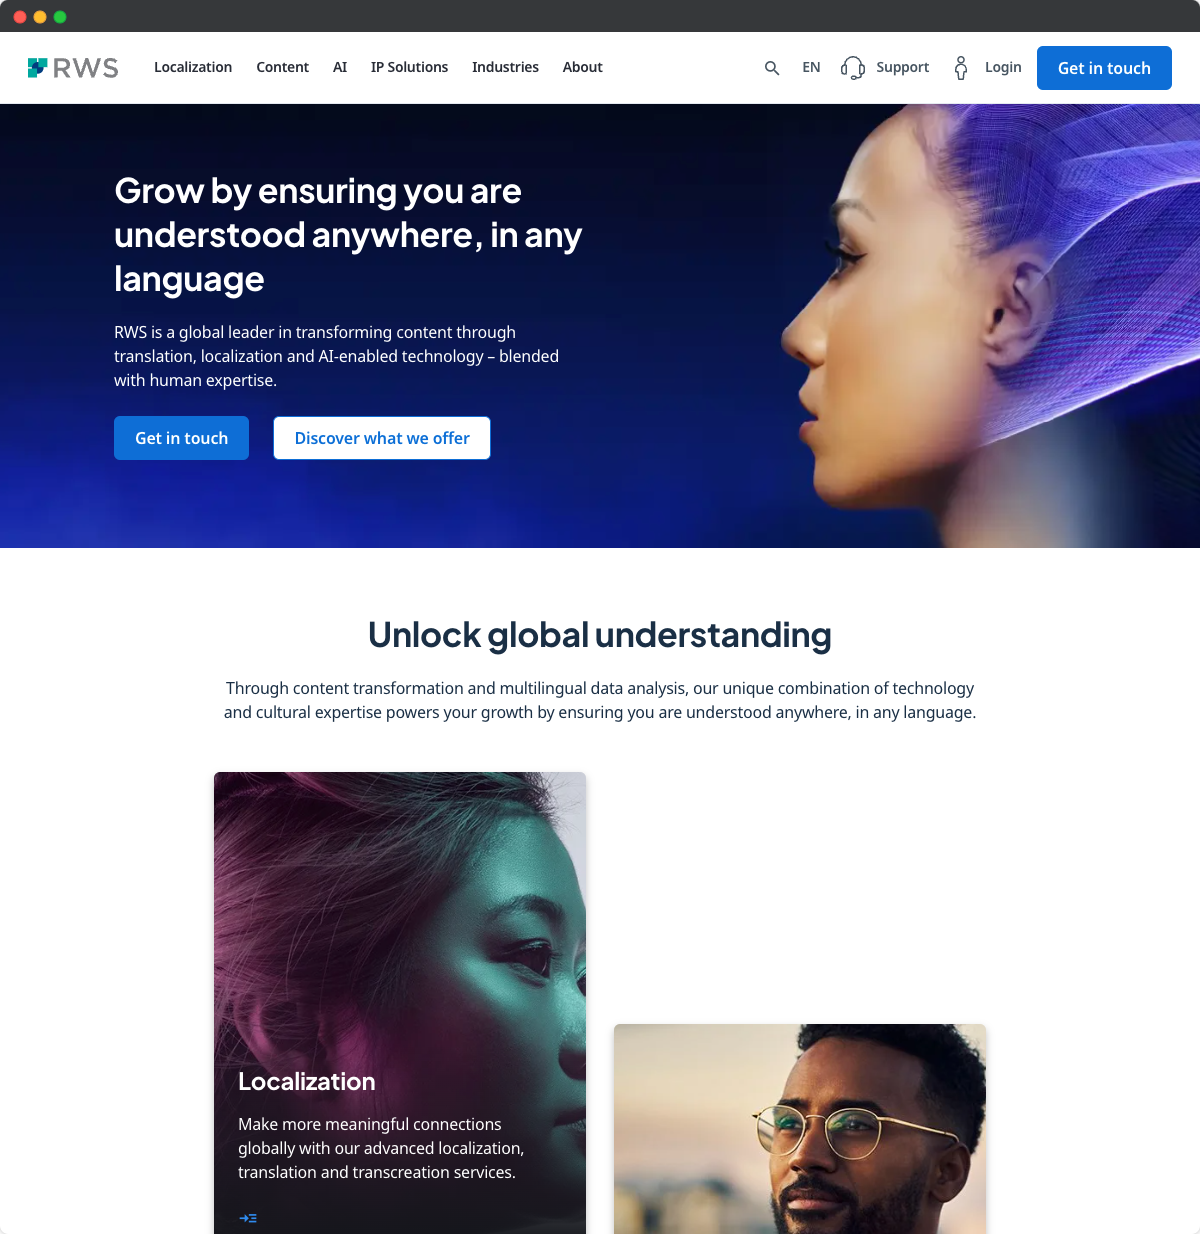 RWS
Localization
Content
AI
IP Solutions
Industries
About
EN
Support
Login
Get in touch
Grow by ensuring you are
understood anywhere, in any
language
RWS is a global leader in transforming content through
translation, localization and AI-enabled technology – blended
with human expertise.
Get in touch
Discover what we offer
Unlock global understanding
Through content transformation and multilingual data analysis, our unique combination of technology
and cultural expertise powers your growth by ensuring you are understood anywhere, in any language.
Localization
Make more meaningful connections
globally with our advanced localization,
translation and transcreation services.